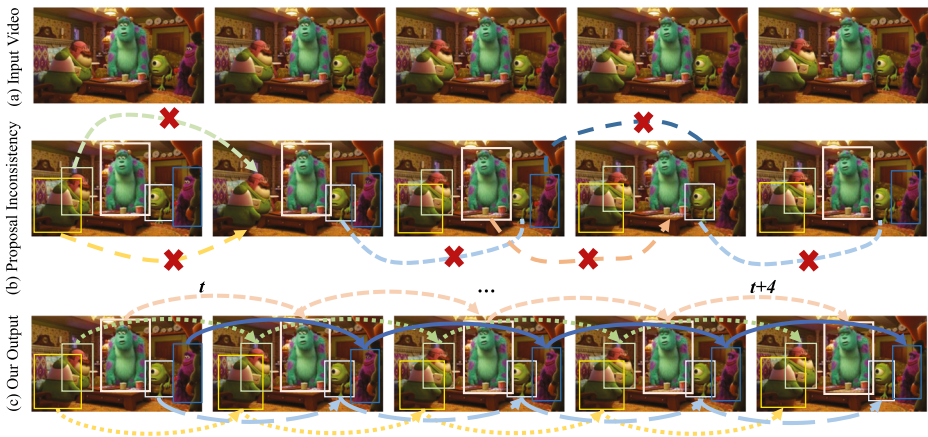 (a) Input Video
(b) Proposal Inconsistency
t
...
t+4
(c) Our Output